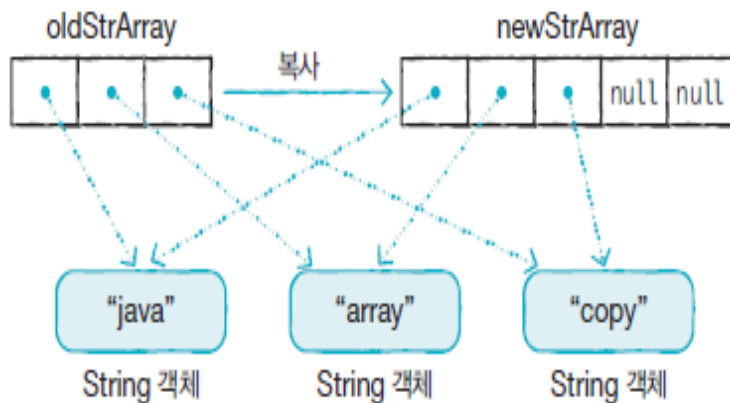 oldStrArray newStrArray
복사
null null
“java” “array” “copy”
String 객체 String 객체 String 객체